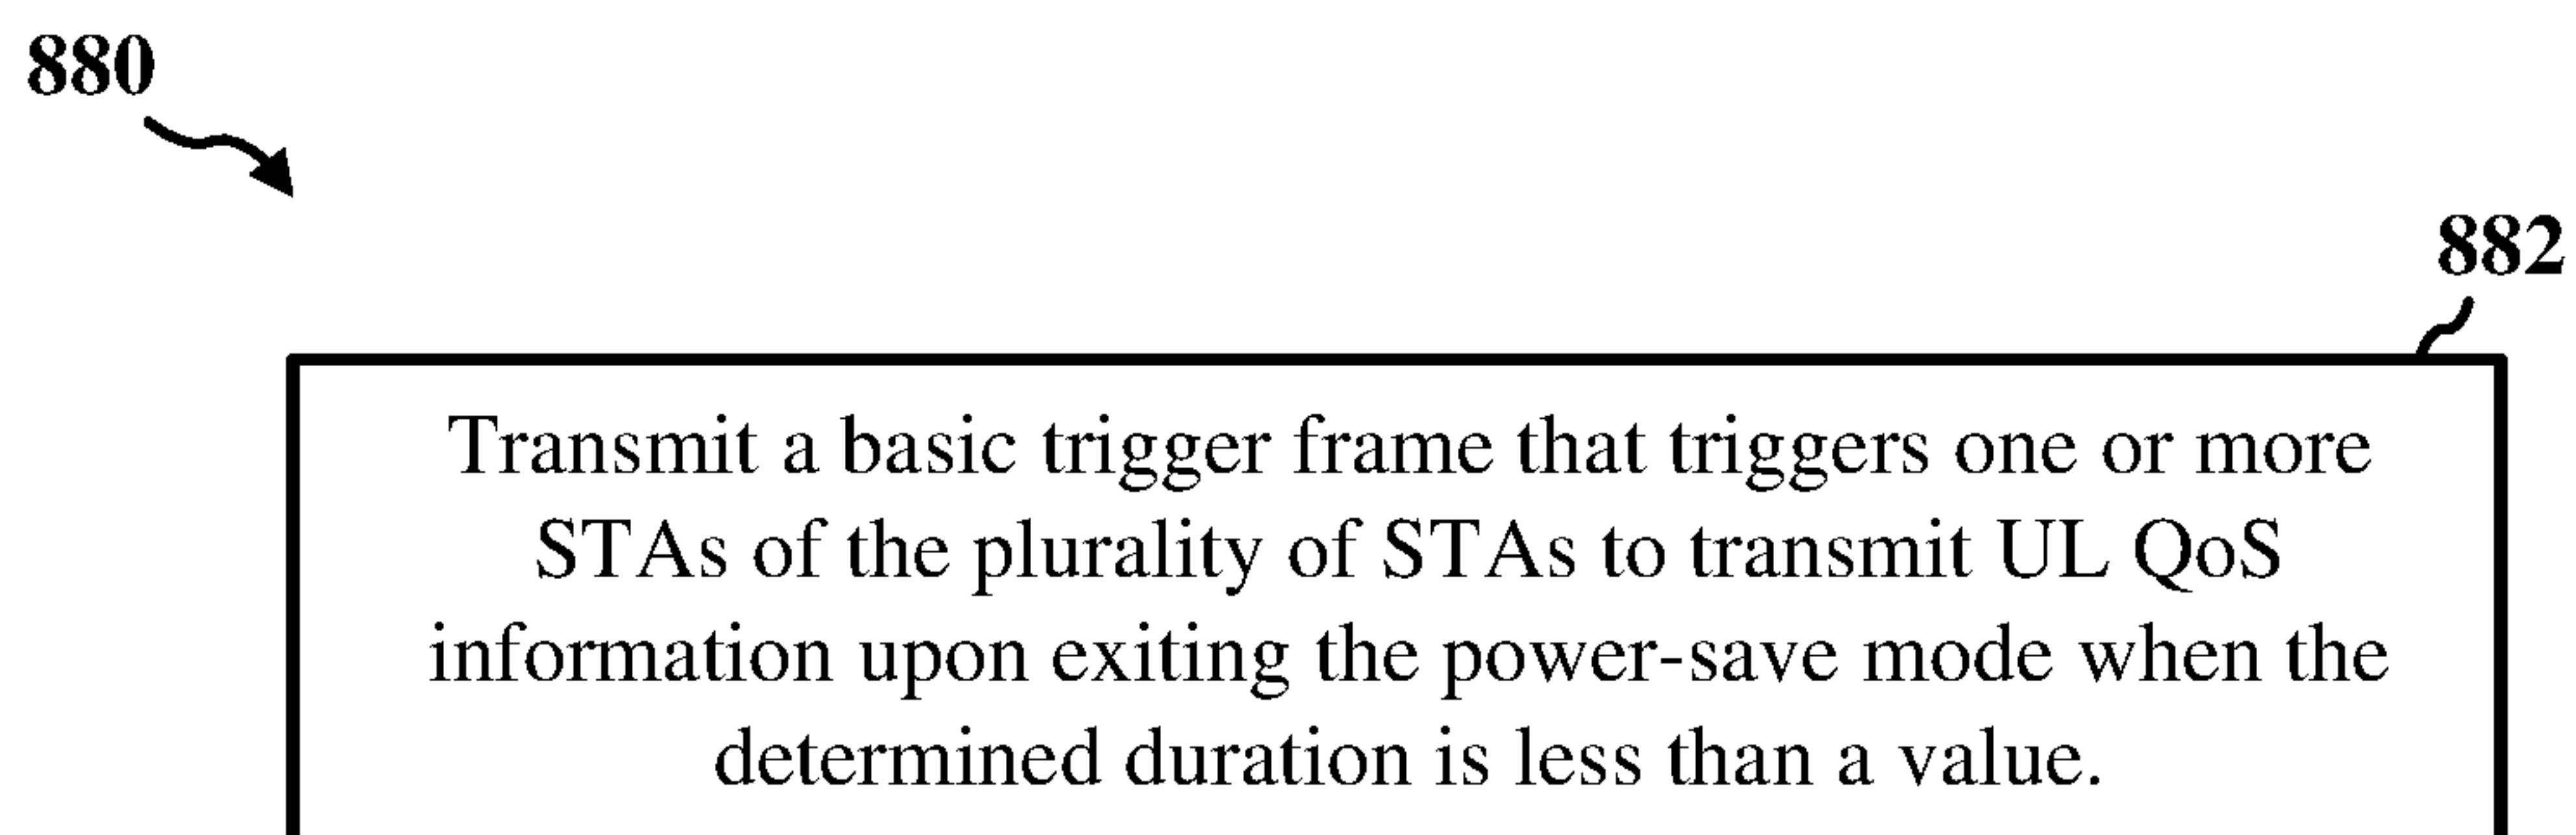 880
882
Transmit a basic trigger frame that triggers one or more
STAs of the plurality of STAs to transmit UL QoS
information upon exiting the power-save mode when the
determined duration is less than a value.